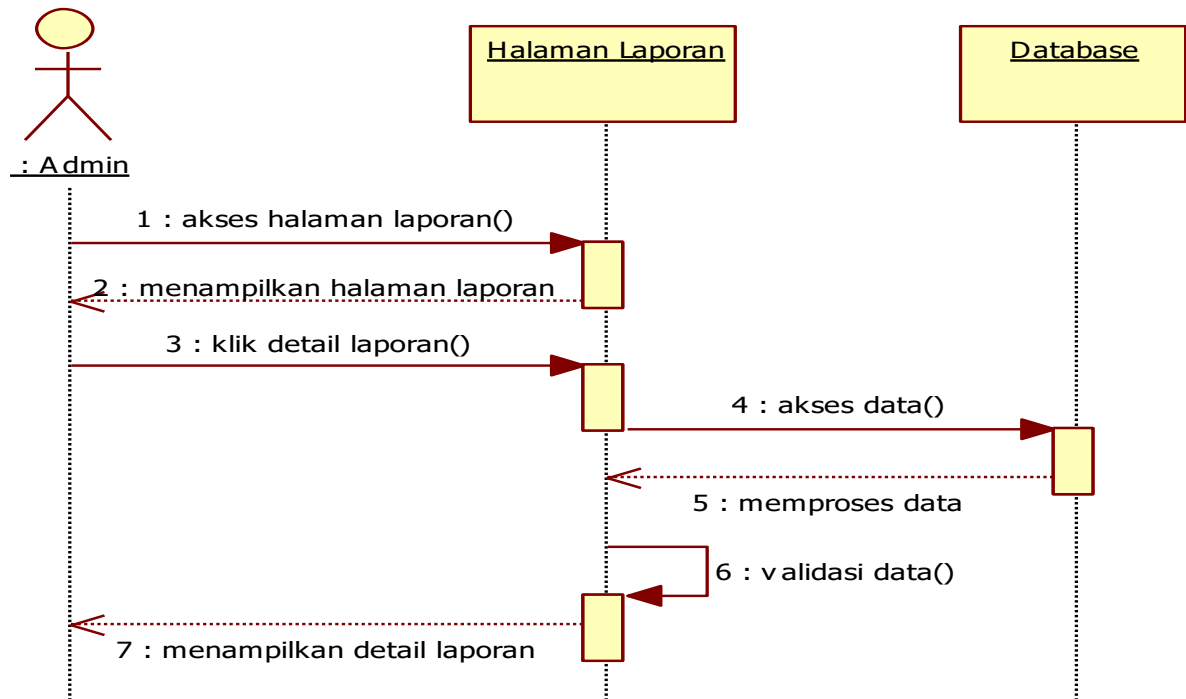 Halaman Laporan
Database
: Admin
1 : akses halaman laporan()
2 : menampilkan halaman laporan
3 : klik detail laporan()
4 : akses data()
5 : memproses data
6 : validasi data()
7 : menampilkan detail laporan